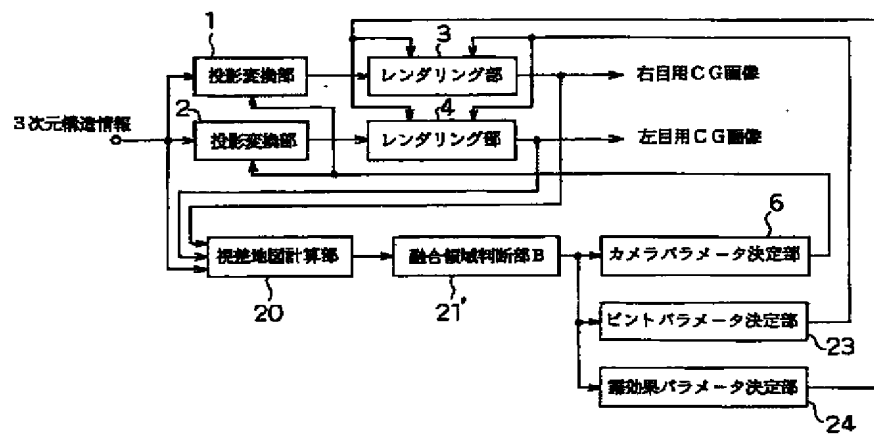 1
投影変換部
3
レンダリング部
右目用CG画像
3次元構造情報
2
投影変換部
4
レンダリング部
左目用CG画像
視差地図計算部
20
融合領域判断部B
21'
6
カメラパラメータ決定部
ピントパラメータ決定部
23
霧効果パラメータ決定部
24